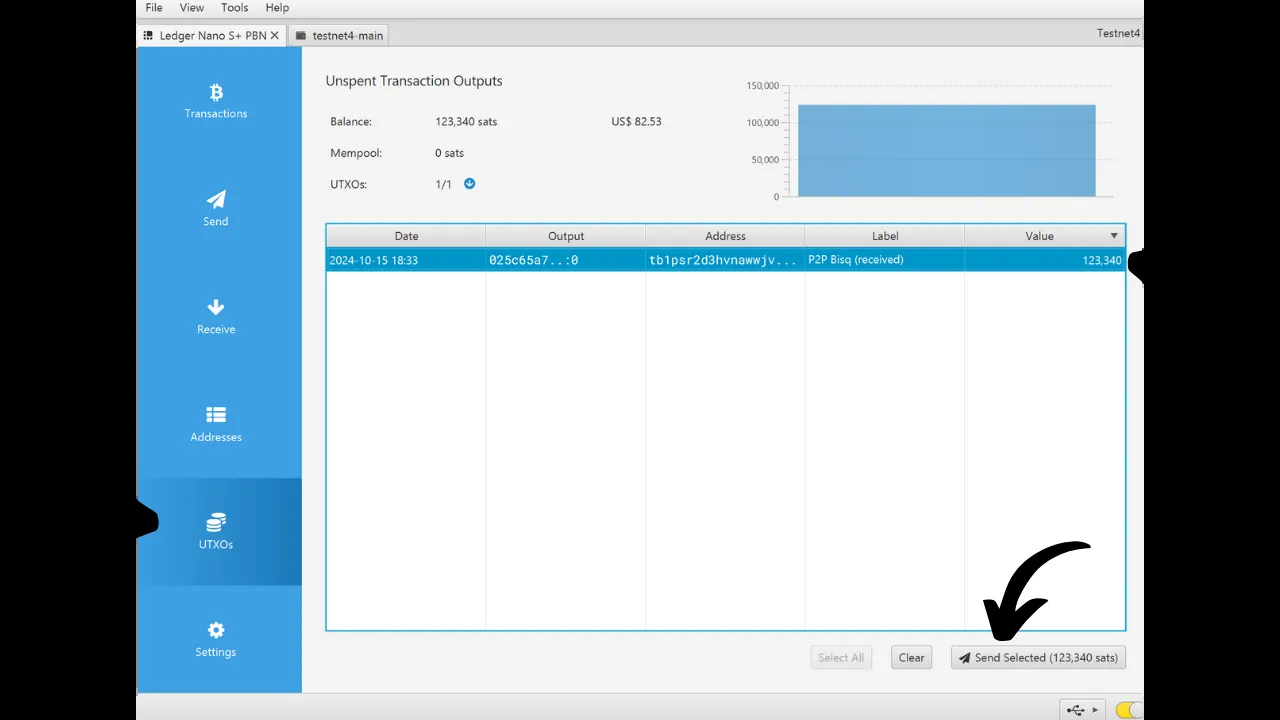 File View Tools Help
Ledger Nano S+ PBN testnet4-main Testnet4
Transactions
Send
Receive
Addresses
UTXOs
Settings
Unspent Transaction Outputs
Balance: 123,340 sats US$ 82.53
Mempool: 0 sats
UTXOs: 1/1
150,000
100,000
50,000
0
Date Output Address Label Value
2024-10-15 18:33 025c65a7..:0 tb1psr2d3hvnawwjv... P2P Bisq (received) 123,340
Select All Clear Send Selected (123,340 sats)